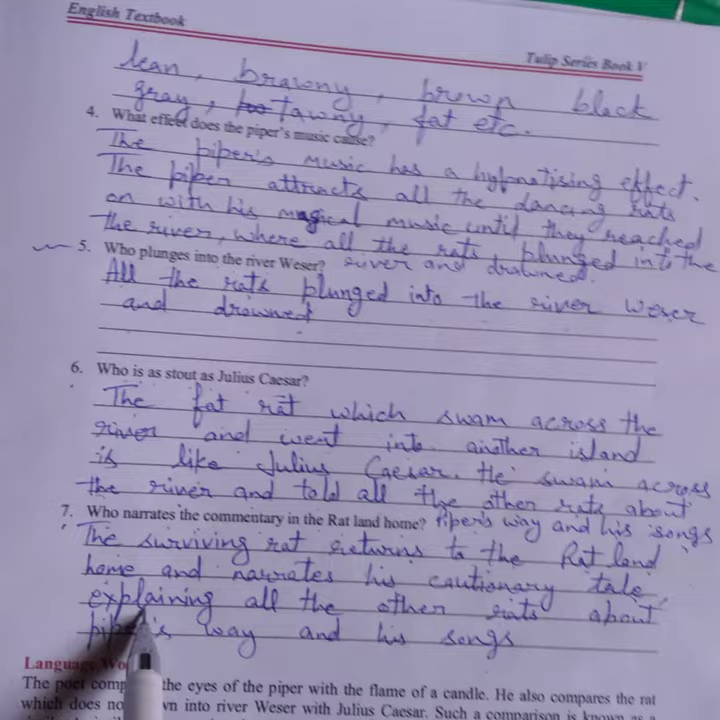 English Textbook
Tulip Series Book V
lean, brawny, brown black
gray, tawny, fat etc.
4. What effect does the piper's music cause?
The piper's music has a hypnotising effect.
The piper attracts all the dancing rats
on with his magical music until they reached
the river, where all the rats plunged into the
river and drawned.
5. Who plunges into the river Weser?
All the rats plunged into the river Weser
and drowned
6. Who is as stout as Julius Caesar?
The fat rat which swam across the
river and went into another island
is like Julius Caesar. He swam across
the river and told all the other rats about
piper's way and his songs
7. Who narrates the commentary in the Rat land home?
The surviving rat returns to the Rat land
home and narrates his cautionary tale,
explaining all the other rats about
way and his songs
Language
The poet the eyes of the piper with the flame of a candle. He also compares the rat
which does into river Weser with Julius Caesar. Such a comparison is known as